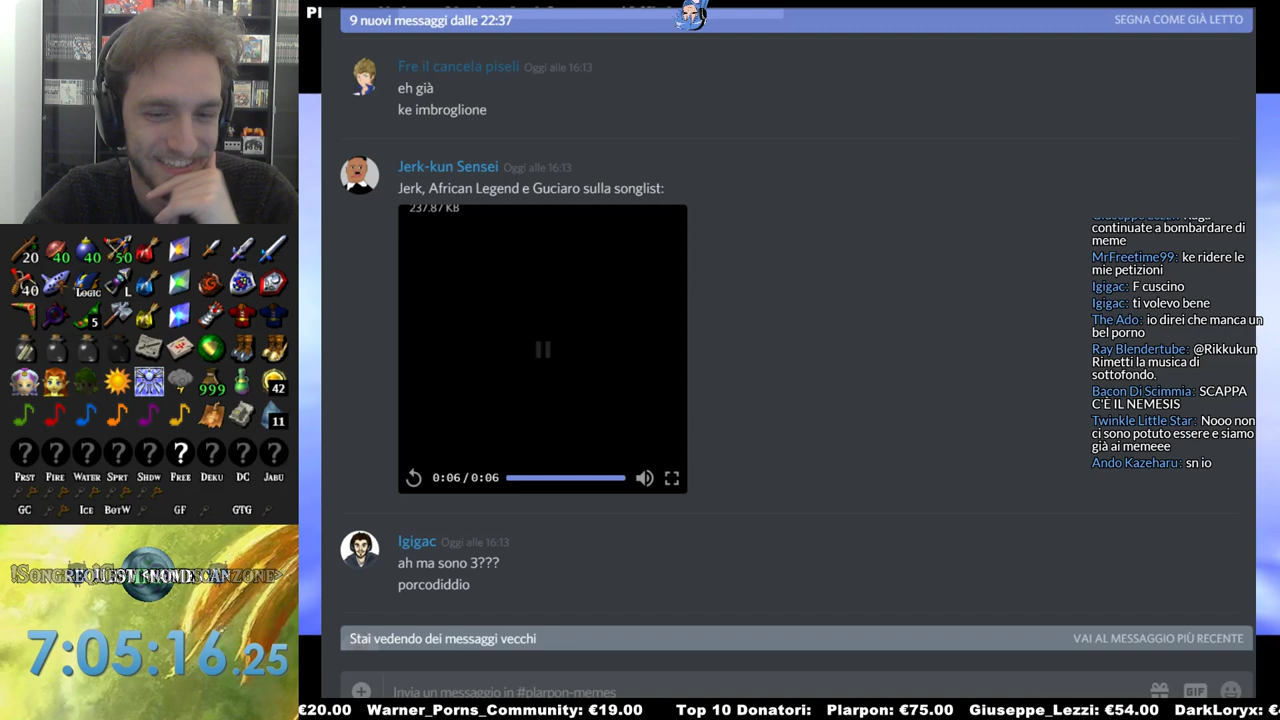 9 nuovi messaggi dalle 22:37
SEGNA COME GIÀ LETTO
Fre il cancela piseli Oggi alle 16:13
eh già
ke imbroglione
Jerk-kun Sensei Oggi alle 16:13
Jerk, African Legend e Guciaro sulla songlist:
237.87 KB
0:06/0:06
Igigac Oggi alle 16:13
ah ma sono 3???
porcodiddio
Stai vedendo dei messaggi vecchi
VAI AL MESSAGGIO PIÙ RECENTE
Invia un messaggio in #plarpon-memes
GIF
Giuseppe Lezzi: Raga
continuate a bombardare di
meme
MrFreetime99: ke ridere le
mie petizioni
Igigac: F cuscino
Igigac: ti volevo bene
The Ado: io direi che manca un
bel porno
Ray Blendertube: @Rikkukun
Rimetti la musica di
sottofondo.
Bacon Di Scimmia: SCAPPA
C'È IL NEMESIS
Twinkle Little Star: Nooo non
ci sono potuto essere e siamo
già ai memeee
Ando Kazeharu: sn io
20
40
40
50
40
LOGIC
L
5
999
42
11
? ? ? ? ? ? ? ? ?
FRST FIRE WATER SPRT SHDW FREE DEKU DC JABU
GC ICE BOTW GF GTG
7:05:16.25
€20.00 Warner_Porns_Community: €19.00 Top 10 Donatori: Plarpon: €75.00 Giuseppe_Lezzi: €54.00 DarkLoryx: